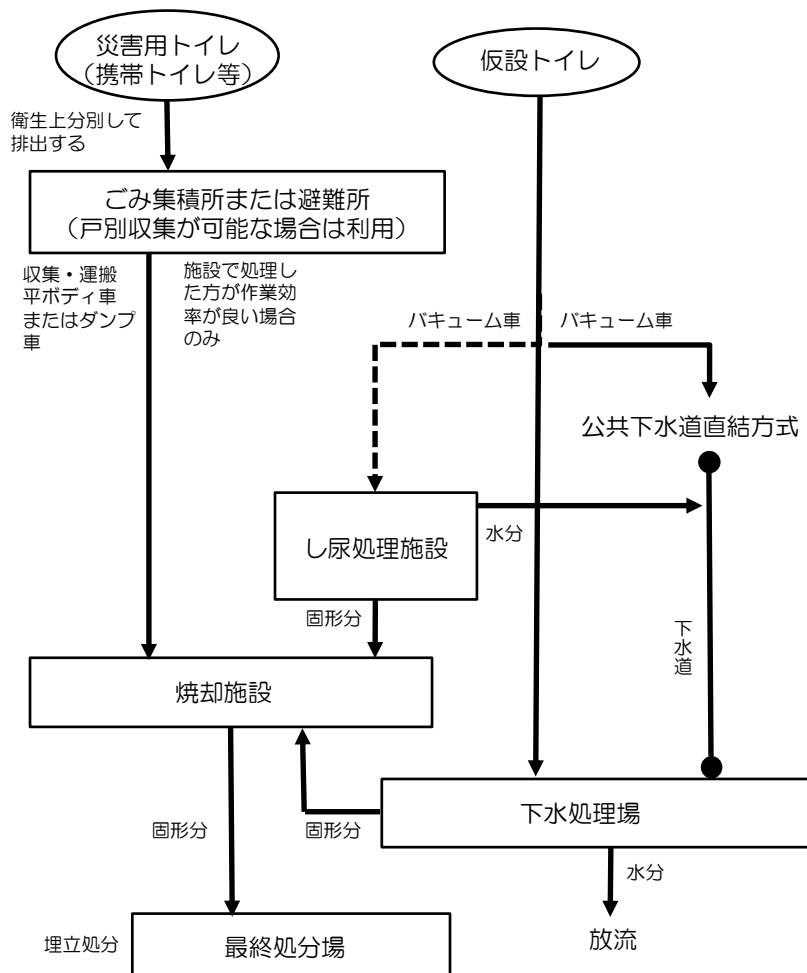 災害用トイレ
（携帯トイレ等）
仮設トイレ
衛生上分別して
排出する
ごみ集積所または避難所
（戸別収集が可能な場合は利用）
収集・運搬
平ボディ車
またはダンプ
車
施設で処理し
た方が作業効
率が良い場合
のみ
バキューム車
バキューム車
公共下水道直結方式
し尿処理施設
水分
固形分
下水道
焼却施設
下水処理場
固形分
固形分
水分
埋立処分
最終処分場
放流